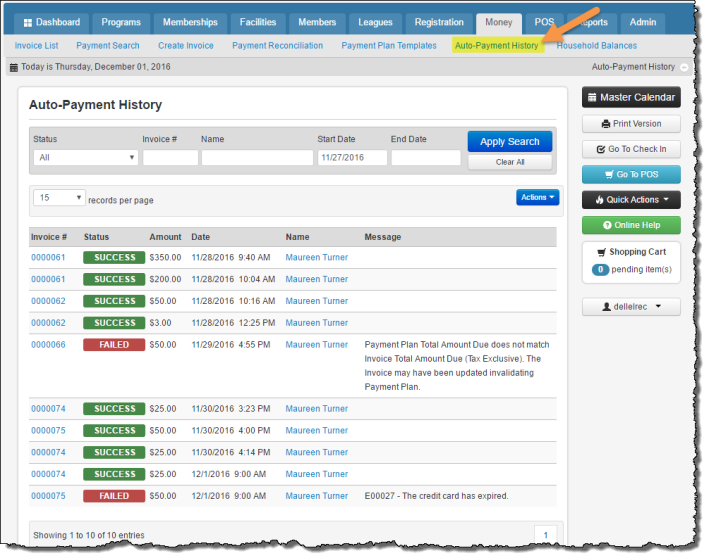 Dashboard Programs Memberships Facilities Members Leagues Registration Money POS Reports Admin
Invoice List Payment Search Create Invoice Payment Reconciliation Payment Plan Templates Auto-Payment History Household Balances
Today is Thursday, December 01, 2016 Auto-Payment History
Auto-Payment History
Status Invoice # Name Start Date End Date
All 11/27/2016
Apply Search
Clear All
15 records per page Actions
Invoice # Status Amount Date Name Message
0000061 SUCCESS $350.00 11/28/2016 9:40 AM Maureen Turner
0000061 SUCCESS $200.00 11/28/2016 10:04 AM Maureen Turner
0000062 SUCCESS $50.00 11/28/2016 10:16 AM Maureen Turner
0000062 SUCCESS $3.00 11/28/2016 12:25 PM Maureen Turner
0000066 FAILED $50.00 11/29/2016 4:55 PM Maureen Turner Payment Plan Total Amount Due does not match
Invoice Total Amount Due (Tax Exclusive). The
Invoice may have been updated invalidating
Payment Plan.
0000074 SUCCESS $25.00 11/30/2016 3:23 PM Maureen Turner
0000075 SUCCESS $50.00 11/30/2016 4:00 PM Maureen Turner
0000074 SUCCESS $25.00 11/30/2016 4:14 PM Maureen Turner
0000074 SUCCESS $25.00 12/1/2016 9:00 AM Maureen Turner
0000075 FAILED $50.00 12/1/2016 9:00 AM Maureen Turner E00027 - The credit card has expired.
Showing 1 to 10 of 10 entries 1
Master Calendar
Print Version
Go To Check In
Go To POS
Quick Actions
Online Help
Shopping Cart
0 pending item(s)
dellelrec